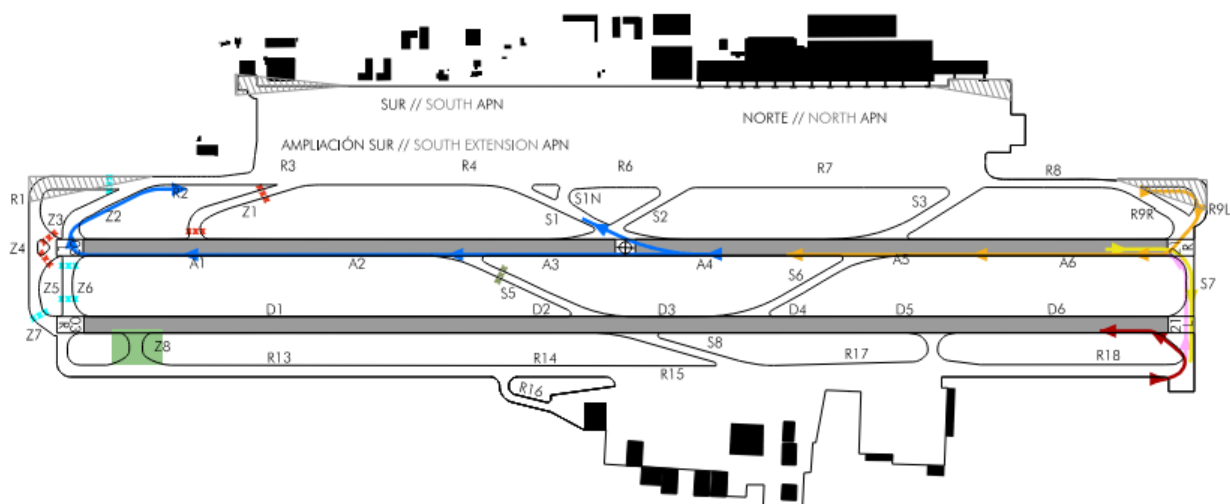 SUR // SOUTH APN
NORTE // NORTH APN
AMPLIACIÓN SUR // SOUTH EXTENSION APN
R3
R4
R6
R7
R8
R1
R2
S1N
Z1
Z2
Z3
S1
S2
S3
R9R
R9L
Z4
R
A1
A2
A3
A4
A5
A6
S5
S6
S7
Z5
Z6
D1
D2
D3
D4
D5
D6
Z7
R
03
21
L
Z8
S8
R13
R14
R15
R16
R17
R18